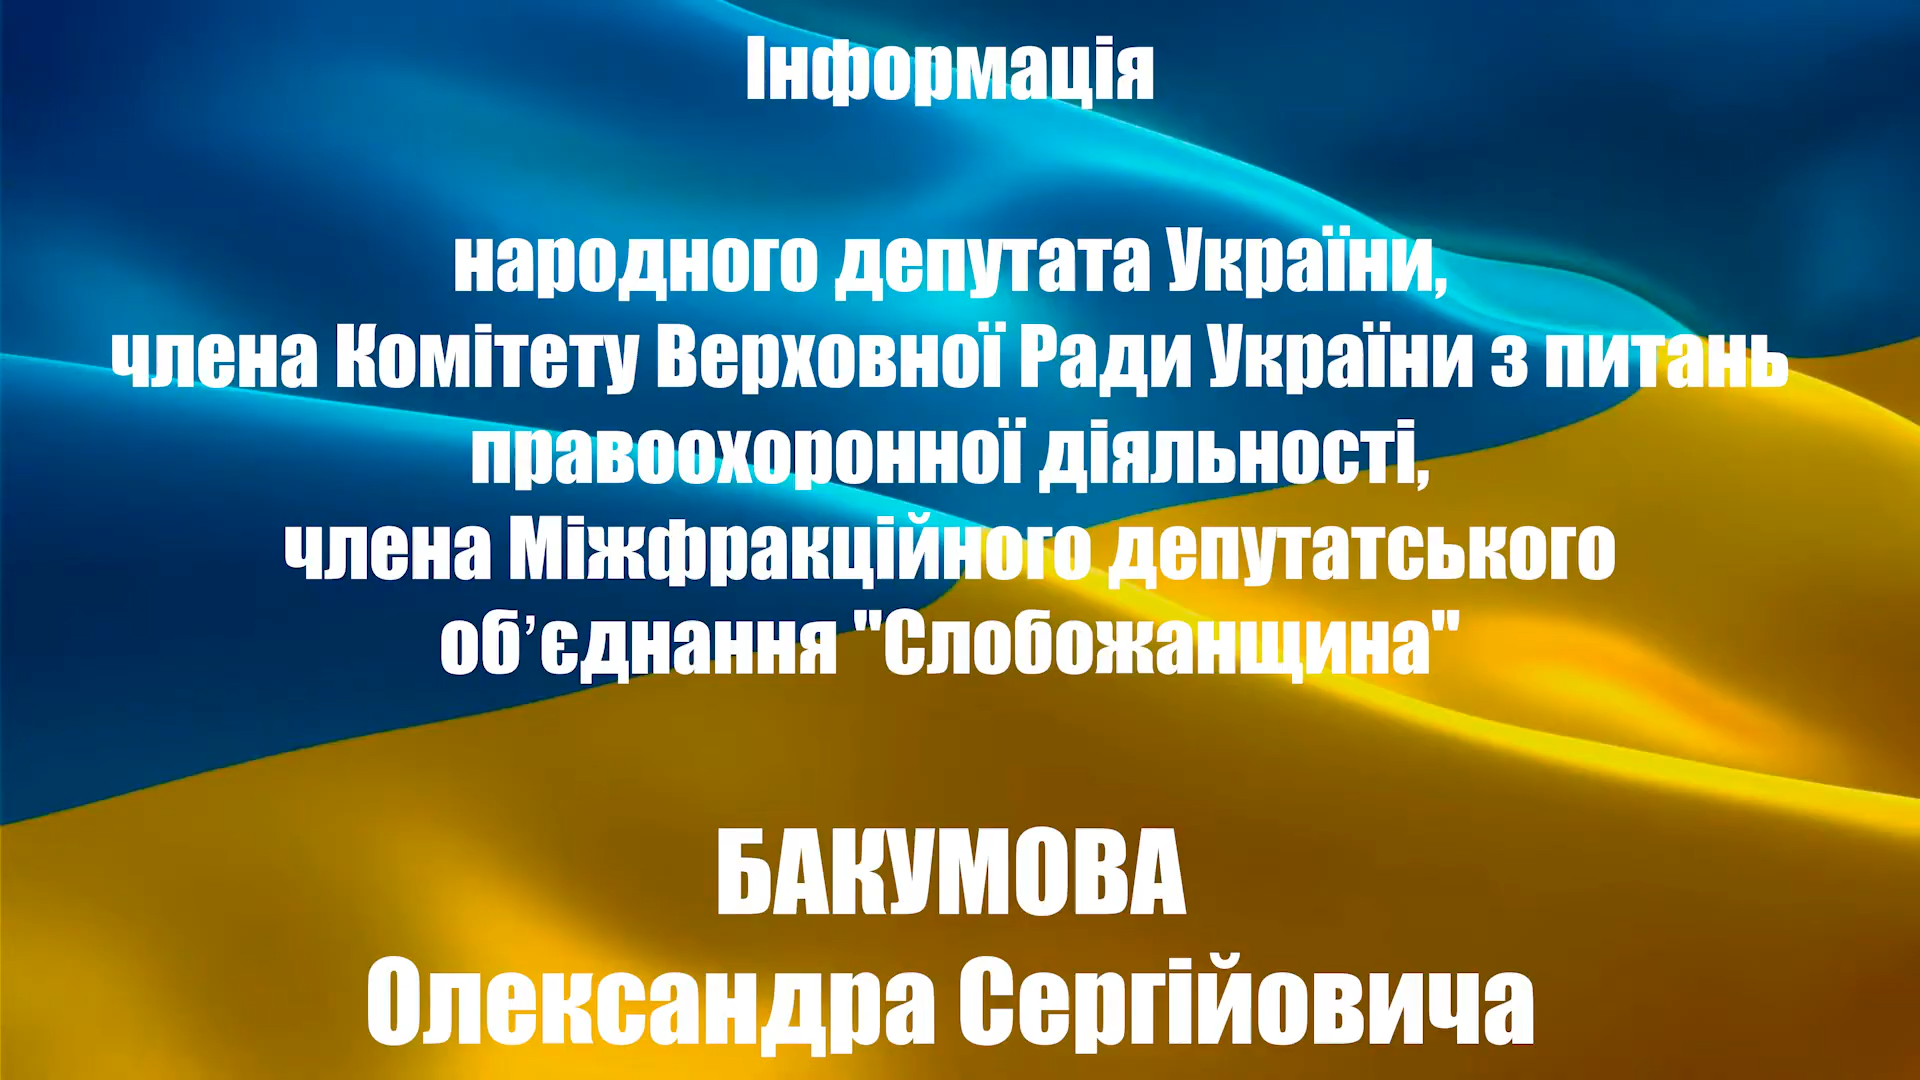 Інформація
народного депутата України,
члена Комітету Верховної Ради України з питань
правоохоронної діяльності,
члена Міжфракційного депутатського
об’єднання "Слобожанщина"
БАКУМОВА
Олександра Сергійовича